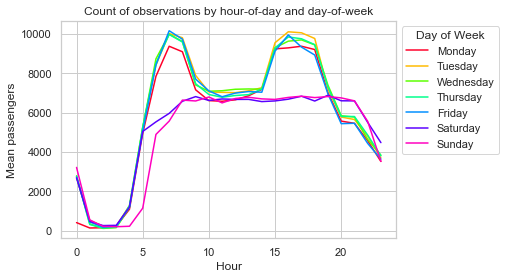 Count of observations by hour-of-day and day-of-week
Mean passengers
10000
8000
6000
4000
2000
0
0
5
10
15
20
Hour
Day of Week
Monday
Tuesday
Wednesday
Thursday
Friday
Saturday
Sunday